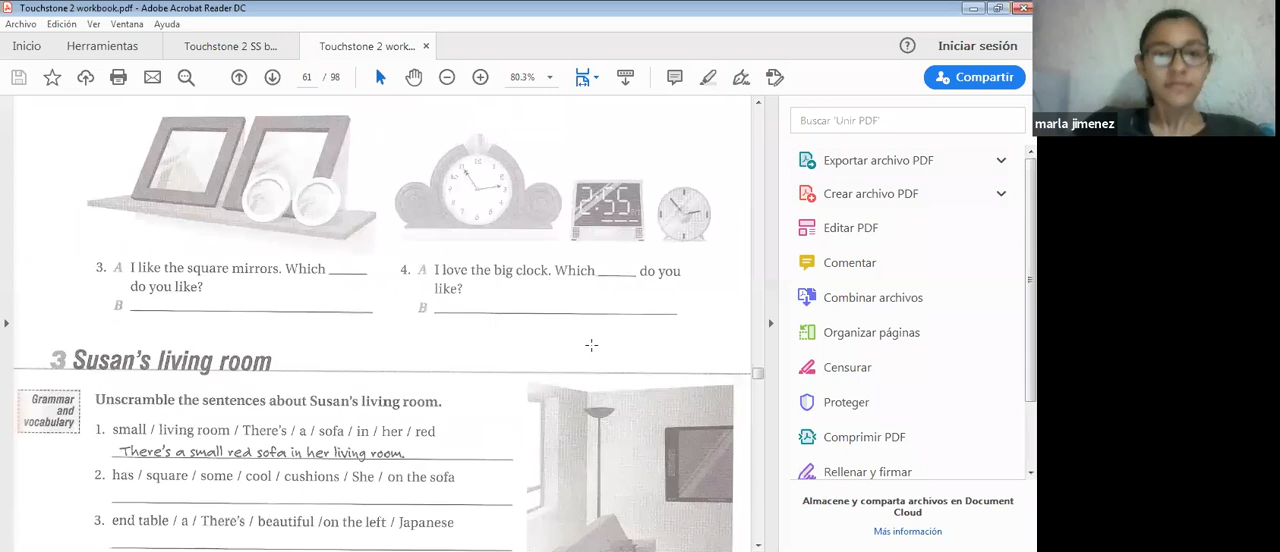 Touchstone 2 workbook.pdf - Adobe Acrobat Reader DC
Archivo Edición Ver Ventana Ayuda
Inicio Herramientas Touchstone 2 SS b... Touchstone 2 work... × Iniciar sesión
61 / 98 80.3% Compartir
marla jimenez
Buscar 'Unir PDF'
Exportar archivo PDF
Crear archivo PDF
Editar PDF
Comentar
Combinar archivos
Organizar páginas
Censurar
Proteger
Comprimir PDF
Rellenar y firmar
Almacene y comparta archivos en Document
Cloud
Más información
2:55
3. A I like the square mirrors. Which ______
do you like?
B ______
4. A I love the big clock. Which ______ do you
like?
B ______
3 Susan's living room
Grammar
and
vocabulary
Unscramble the sentences about Susan's living room.
1. small / living room / There's / a / sofa / in / her / red
There's a small red sofa in her living room.
2. has / square / some / cool / cushions / She / on the sofa
3. end table / a / There's / beautiful /on the left / Japanese